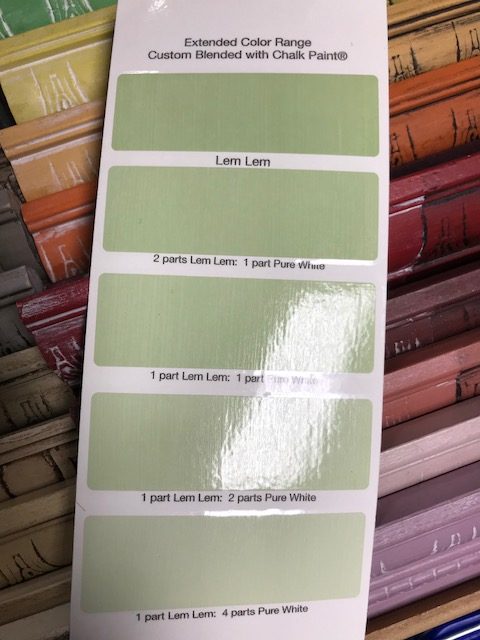 Extended Color Range
Custom Blended with Chalk Paint®
Lem Lem
2 parts Lem Lem: 1 part Pure White
1 part Lem Lem: 1 part Pure White
1 part Lem Lem: 2 parts Pure White
1 part Lem Lem: 4 parts Pure White